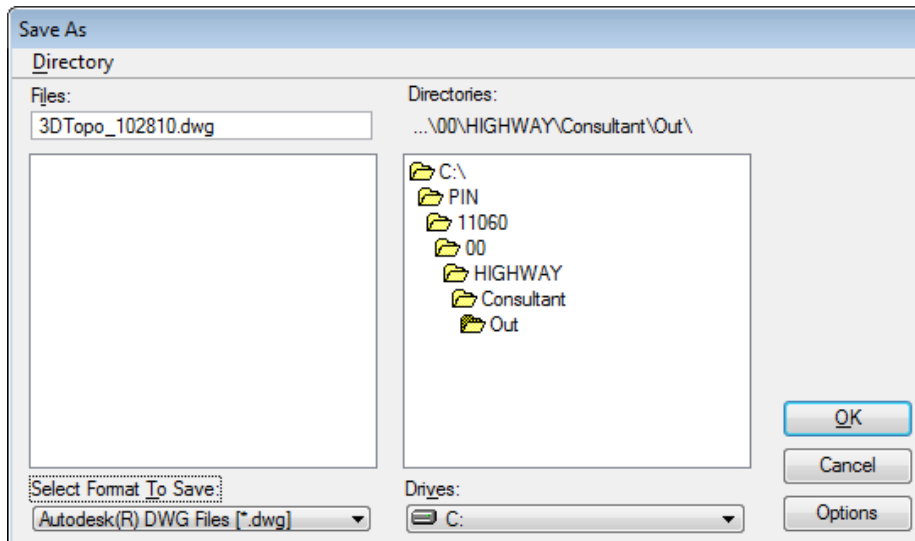 Save As
Directory
Files:
3DTopo_102810.dwg
Directories:
...\00\HIGHWAY\Consultant\Out\
C:\
PIN
11060
00
HIGHWAY
Consultant
Out
OK
Cancel
Options
Select Format To Save:
Autodesk(R) DWG Files [*.dwg]
Drives:
C: